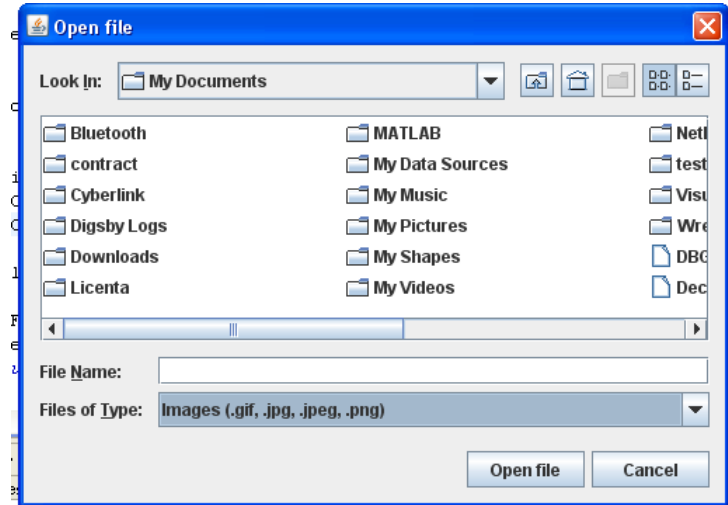 Open file
Look In: My Documents
Bluetooth MATLAB
contract My Data Sources test
Cyberlink My Music
Digsby Logs My Pictures
Downloads My Shapes
Licenta My Videos
File Name:
Files of Type: Images (.gif, .jpg, .jpeg, .png)
Open file Cancel